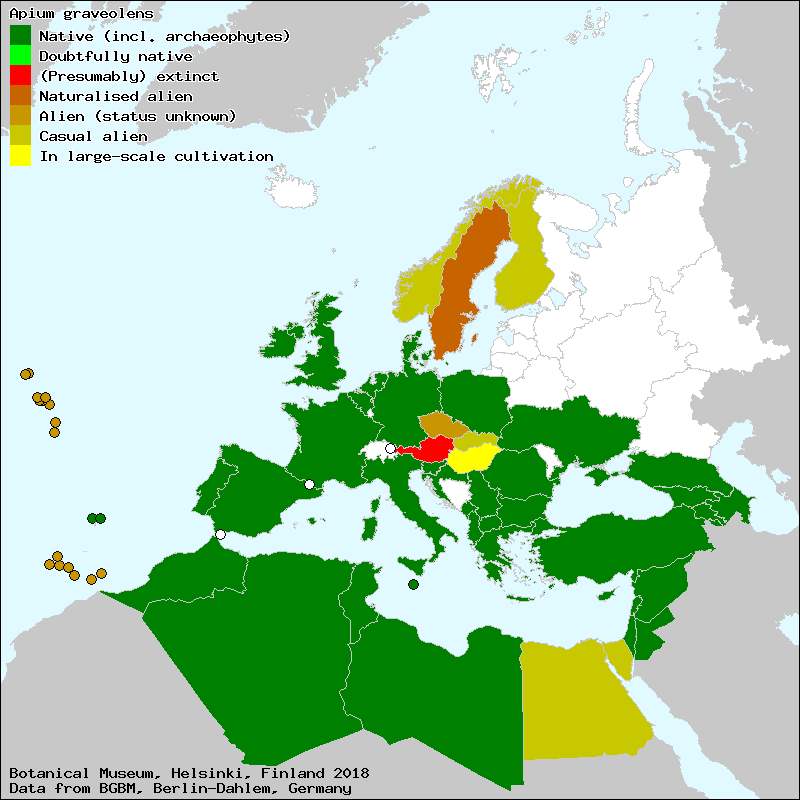 Apium graveolens
Native (incl. archaeophytes)
Doubtfully native
(Presumably) extinct
Naturalised alien
Alien (status unknown)
Casual alien
In large-scale cultivation
Botanical Museum, Helsinki, Finland 2018
Data from BGBM, Berlin-Dahlem, Germany